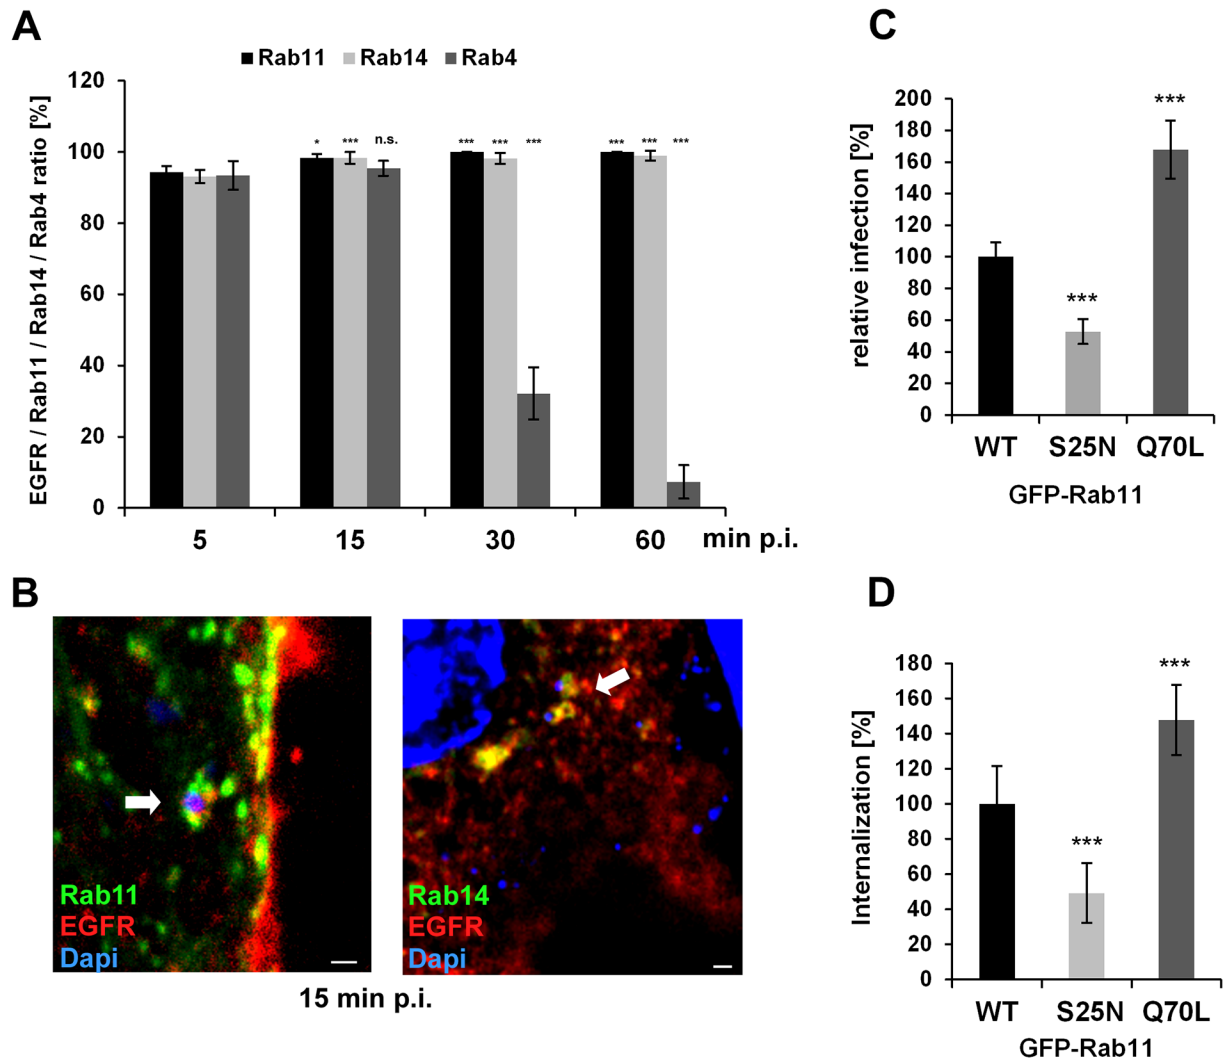 A
Rab11 Rab14 Rab4
EGFR / Rab11 / Rab14 / Rab4 ratio [%]
120
100
80
60
40
20
0
* *** n.s. *** *** *** *** *** ***
5 15 30 60 min p.i.
B
Rab11
EGFR
Dapi
Rab14
EGFR
Dapi
15 min p.i.
C
relative infection [%]
200
180
160
140
120
100
80
60
40
20
0
***
***
WT S25N Q70L
GFP-Rab11
D
Internalization [%]
180
160
140
120
100
80
60
40
20
0
***
***
WT S25N Q70L
GFP-Rab11